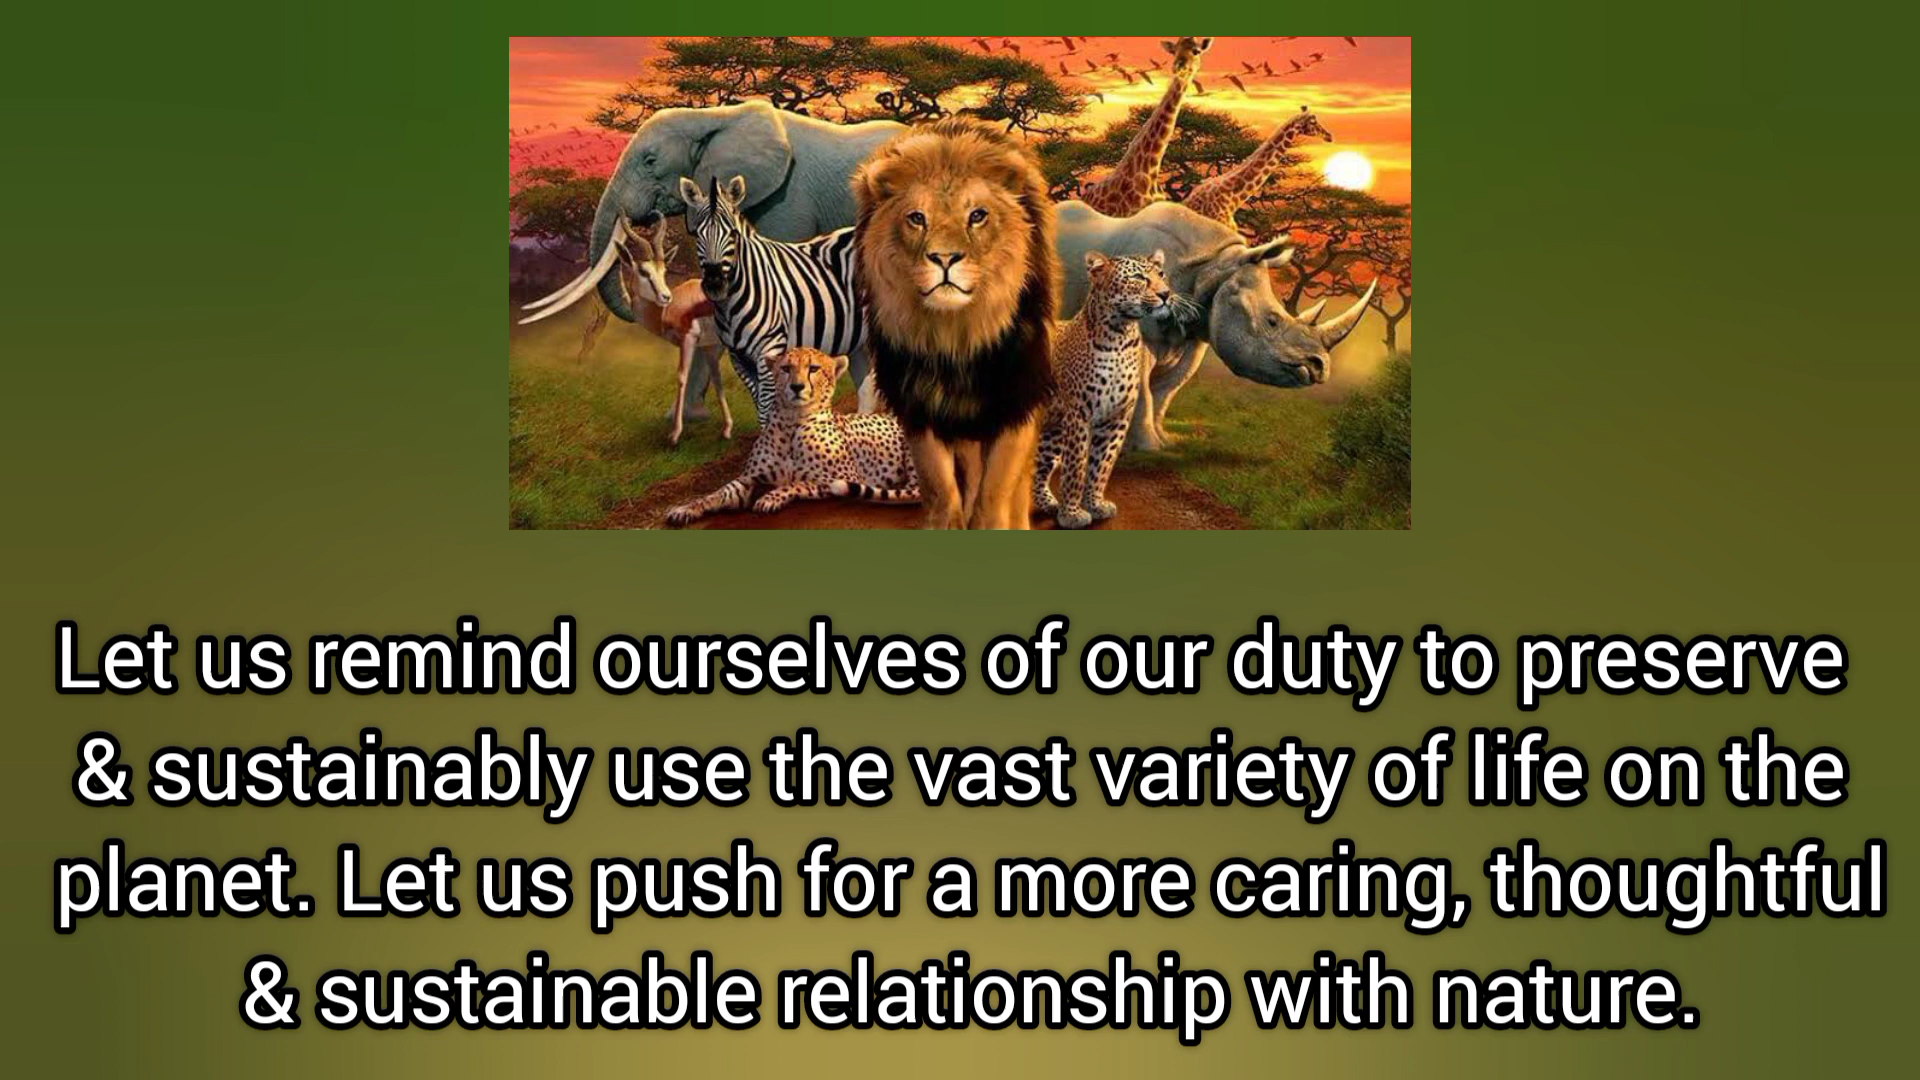 Let us remind ourselves of our duty to preserve
& sustainably use the vast variety of life on the
planet. Let us push for a more caring, thoughtful
& sustainable relationship with nature.